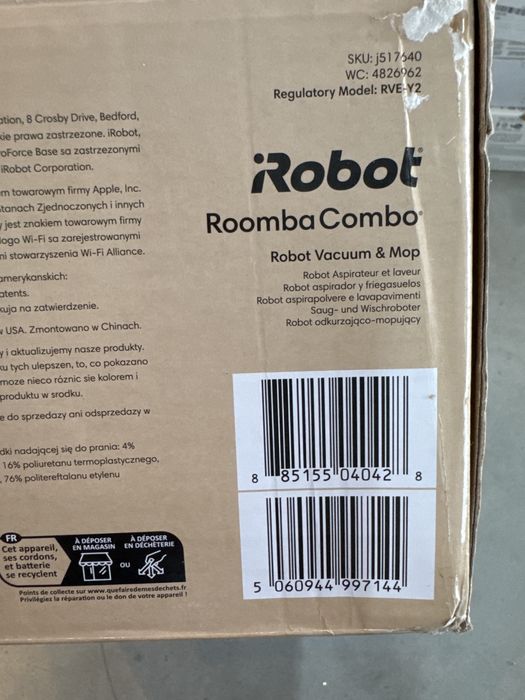 SKU: j517640
WC: 4826962
Regulatory Model: RVE-Y2
ation, 8 Crosby Drive, Bedford,
kie prawa zastrzezone. iRobot,
oForce Base sa zastrzezonymi
iRobot Corporation.
m towarowym firmy Apple, Inc.
tanach Zjednoczonych i innych
y jest znakiem towarowym firmy
logo Wi-Fi sa zarejestrowanymi
ni stowarzyszenia Wi-Fi Alliance.
amerykanskich:
atents.
kuja na zatwierdzenie.
w USA. Zmontowano w Chinach.
y i aktualizujemy nasze produkty.
ku tych ulepszen, to, co pokazano
moze nieco róznic sie kolorem i
produktu w srodku.
e do sprzedazy ani odsprzedazy w
dki nadającej się do prania: 4%
16% poliuretanu termoplastycznego,
76% politereftalanu etylenu
iRobot
Roomba Combo®
Robot Vacuum & Mop
Robot Aspirateur et laveur
Robot aspirador y friegasuelos
Robot aspirapolvere e lavapavimenti
Saug- und Wischroboter
Robot odkurzająco-mopujący
8 85155 04042 8
5 060944 997144
FR
Cet appareil,
ses cordons,
et batterie
se recyclent
À DÉPOSER
EN MAGASIN
OU
À DÉPOSER
EN DÉCHÈTERIE
Points de collecte sur www.quefairedemesdechets.fr
Privilégiez la réparation ou le don de votre appareil !